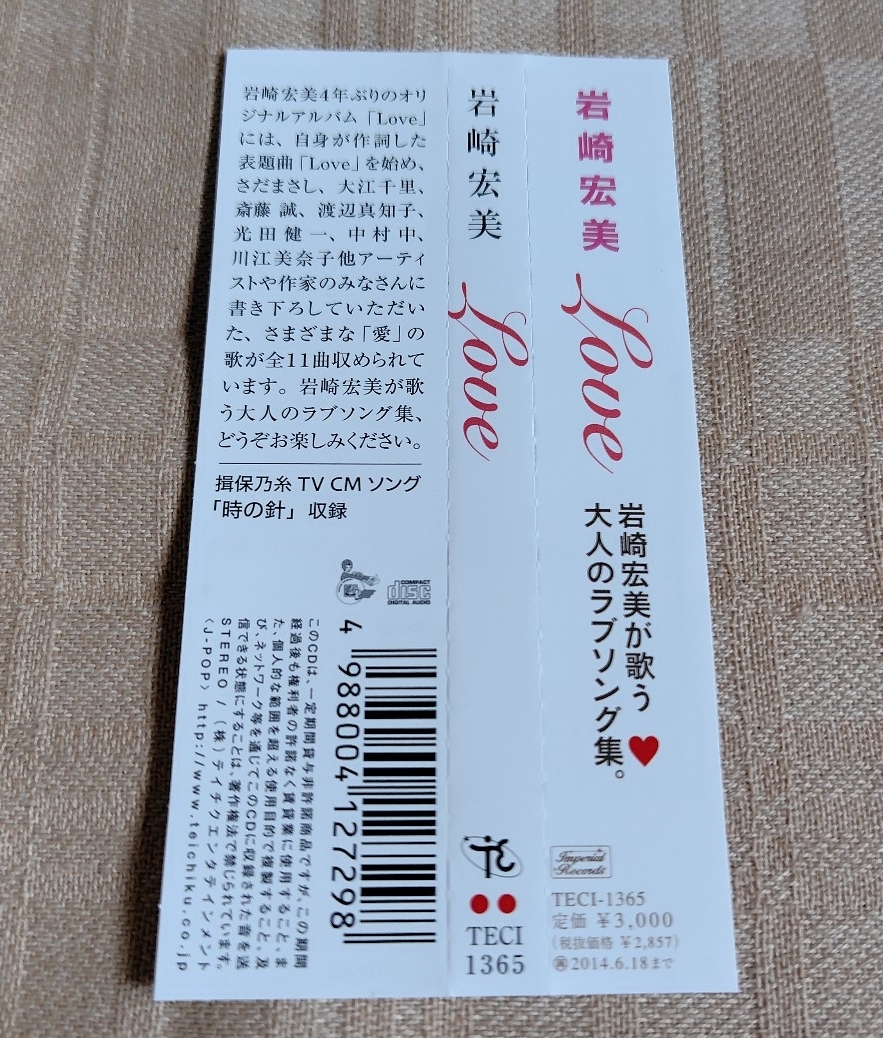 岩崎宏美4年ぶりのオリ
ジナルアルバム「Love」
には、自身が作詞した
表題曲「Love」を始め、
さだまさし、大江千里、
斎藤 誠、渡辺真知子、
光田健一、中村中、
川江美奈子他アーティ
ストや作家のみなさんに
書き下ろしていただい
た、さまざまな「愛」の
歌が全11曲収められて
います。岩崎宏美が歌
う大人のラブソング集、
どうぞお楽しみください。
揖保乃糸 TV CM ソング
「時の針」 収録
COMPACT
disc
DIGITAL AUDIO
このCDは、一定期間貸与非許諾商品ですが、この期間
経過後も権利者の許諾なく賃貸業に使用すること、ま
た、個人的な範囲を超える使用目的で複製すること、及
び、ネットワーク等を通じてこのCDに収録された音を送
信できる状態にすることは、著作権法で禁じられています。
STEREO / (株)テイチクエンタテインメント
〈J-POP〉 http://www.teichiku.co.jp
4 988004 127298
岩崎宏美
Love
TECI
1365
岩崎宏美
Love
岩崎宏美が歌う♥
大人のラブソング集。
Imperial
Records
TECI-1365
定価 ￥3,000
(税抜価格 ￥2,857)
2014.6.18まで